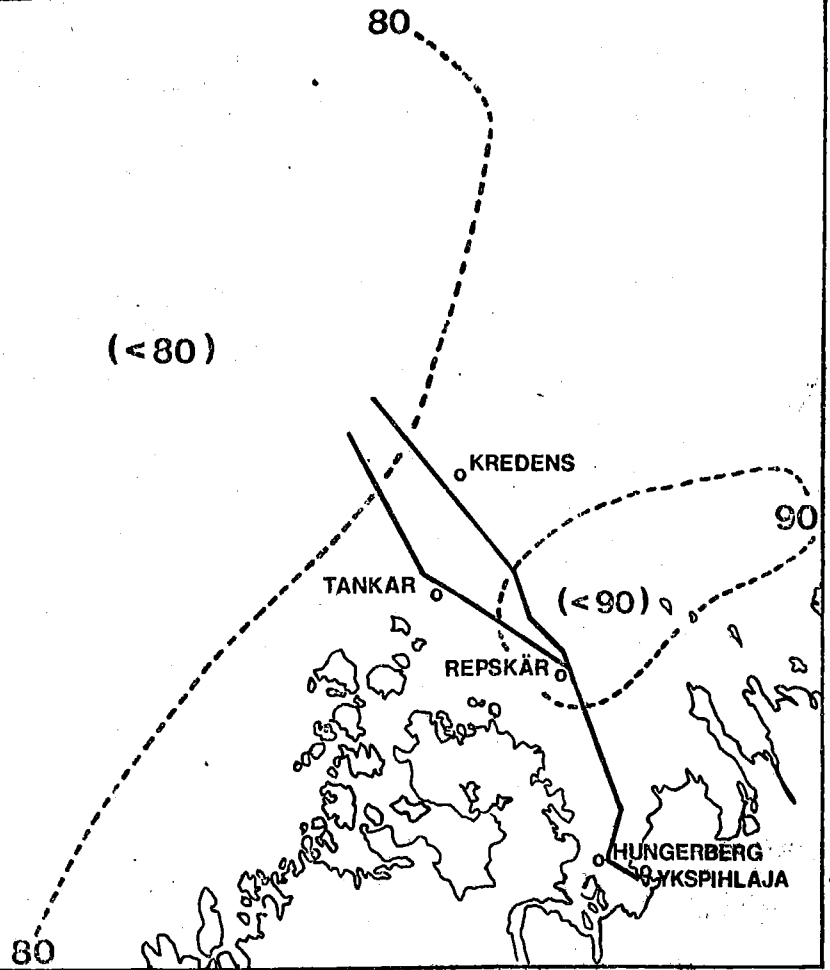 80
(<80)
KREDENS
90
TANKAR
(<90)
REPSKÄR
HUNGERBERG
YKSPIHLAJA
80